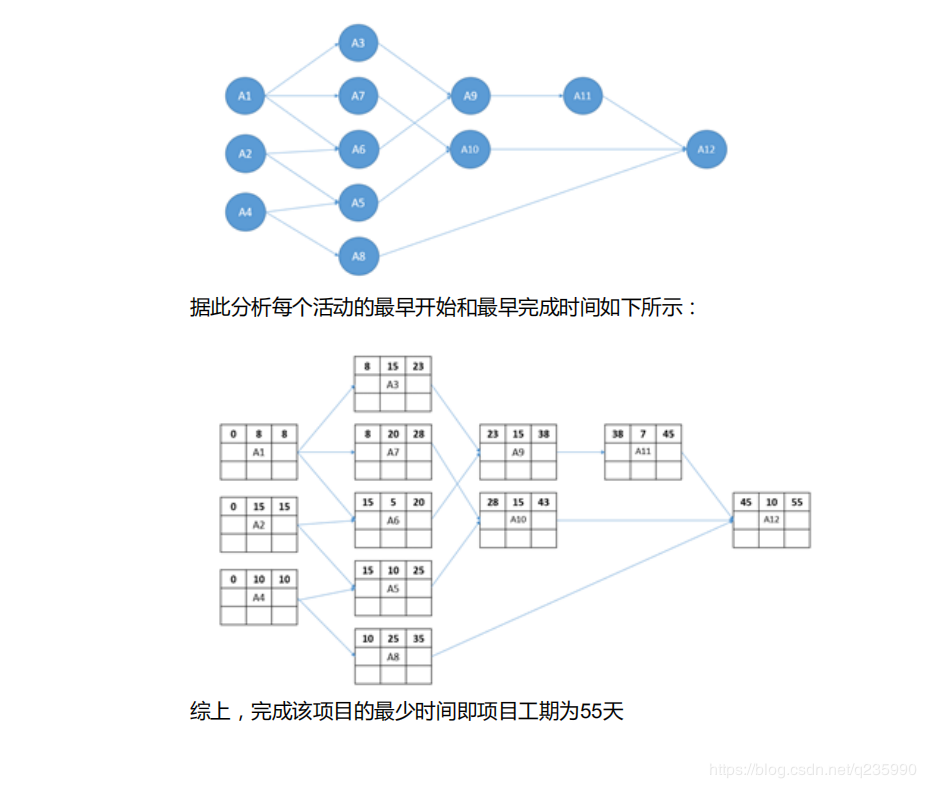 A3
A1 A7 A9 A11
A2 A6 A10 A12
A4 A5
A8
据此分析每个活动的最早开始和最早完成时间如下所示：
8 15 23
A3
0 8 8
A1
8 20 28
A7
23 15 38
A9
38 7 45
A11
0 15 15
A2
15 5 20
A6
28 15 43
A10
45 10 55
A12
0 10 10
A4
15 10 25
A5
10 25 35
A8
综上，完成该项目的最少时间即项目工期为55天
https://blog.csdn.net/q235990